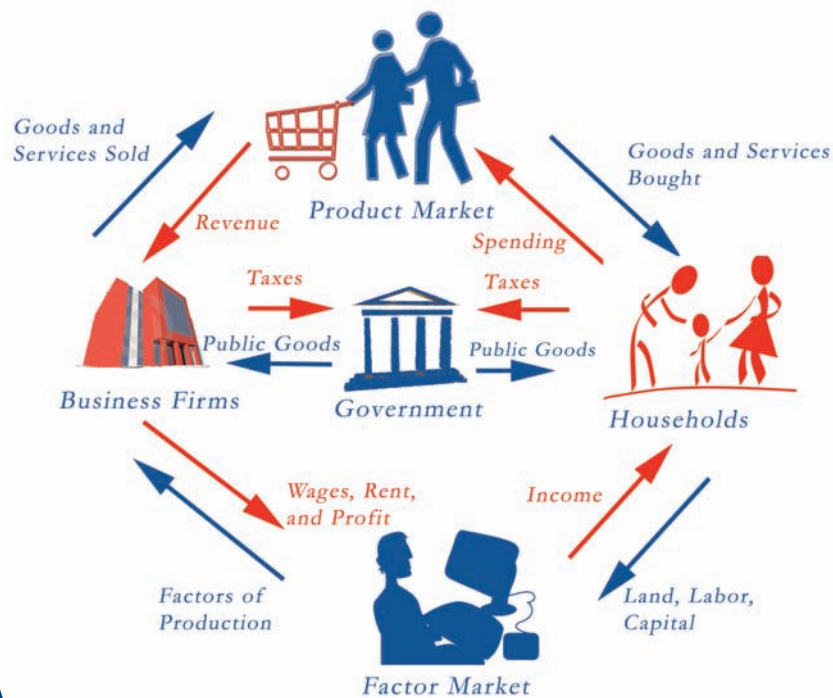 Goods and
Services Sold
Product Market
Goods and Services
Bought
Revenue
Spending
Taxes
Taxes
Public Goods
Public Goods
Business Firms
Government
Households
Wages, Rent,
and Profit
Income
Factors of
Production
Land, Labor,
Capital
Factor Market